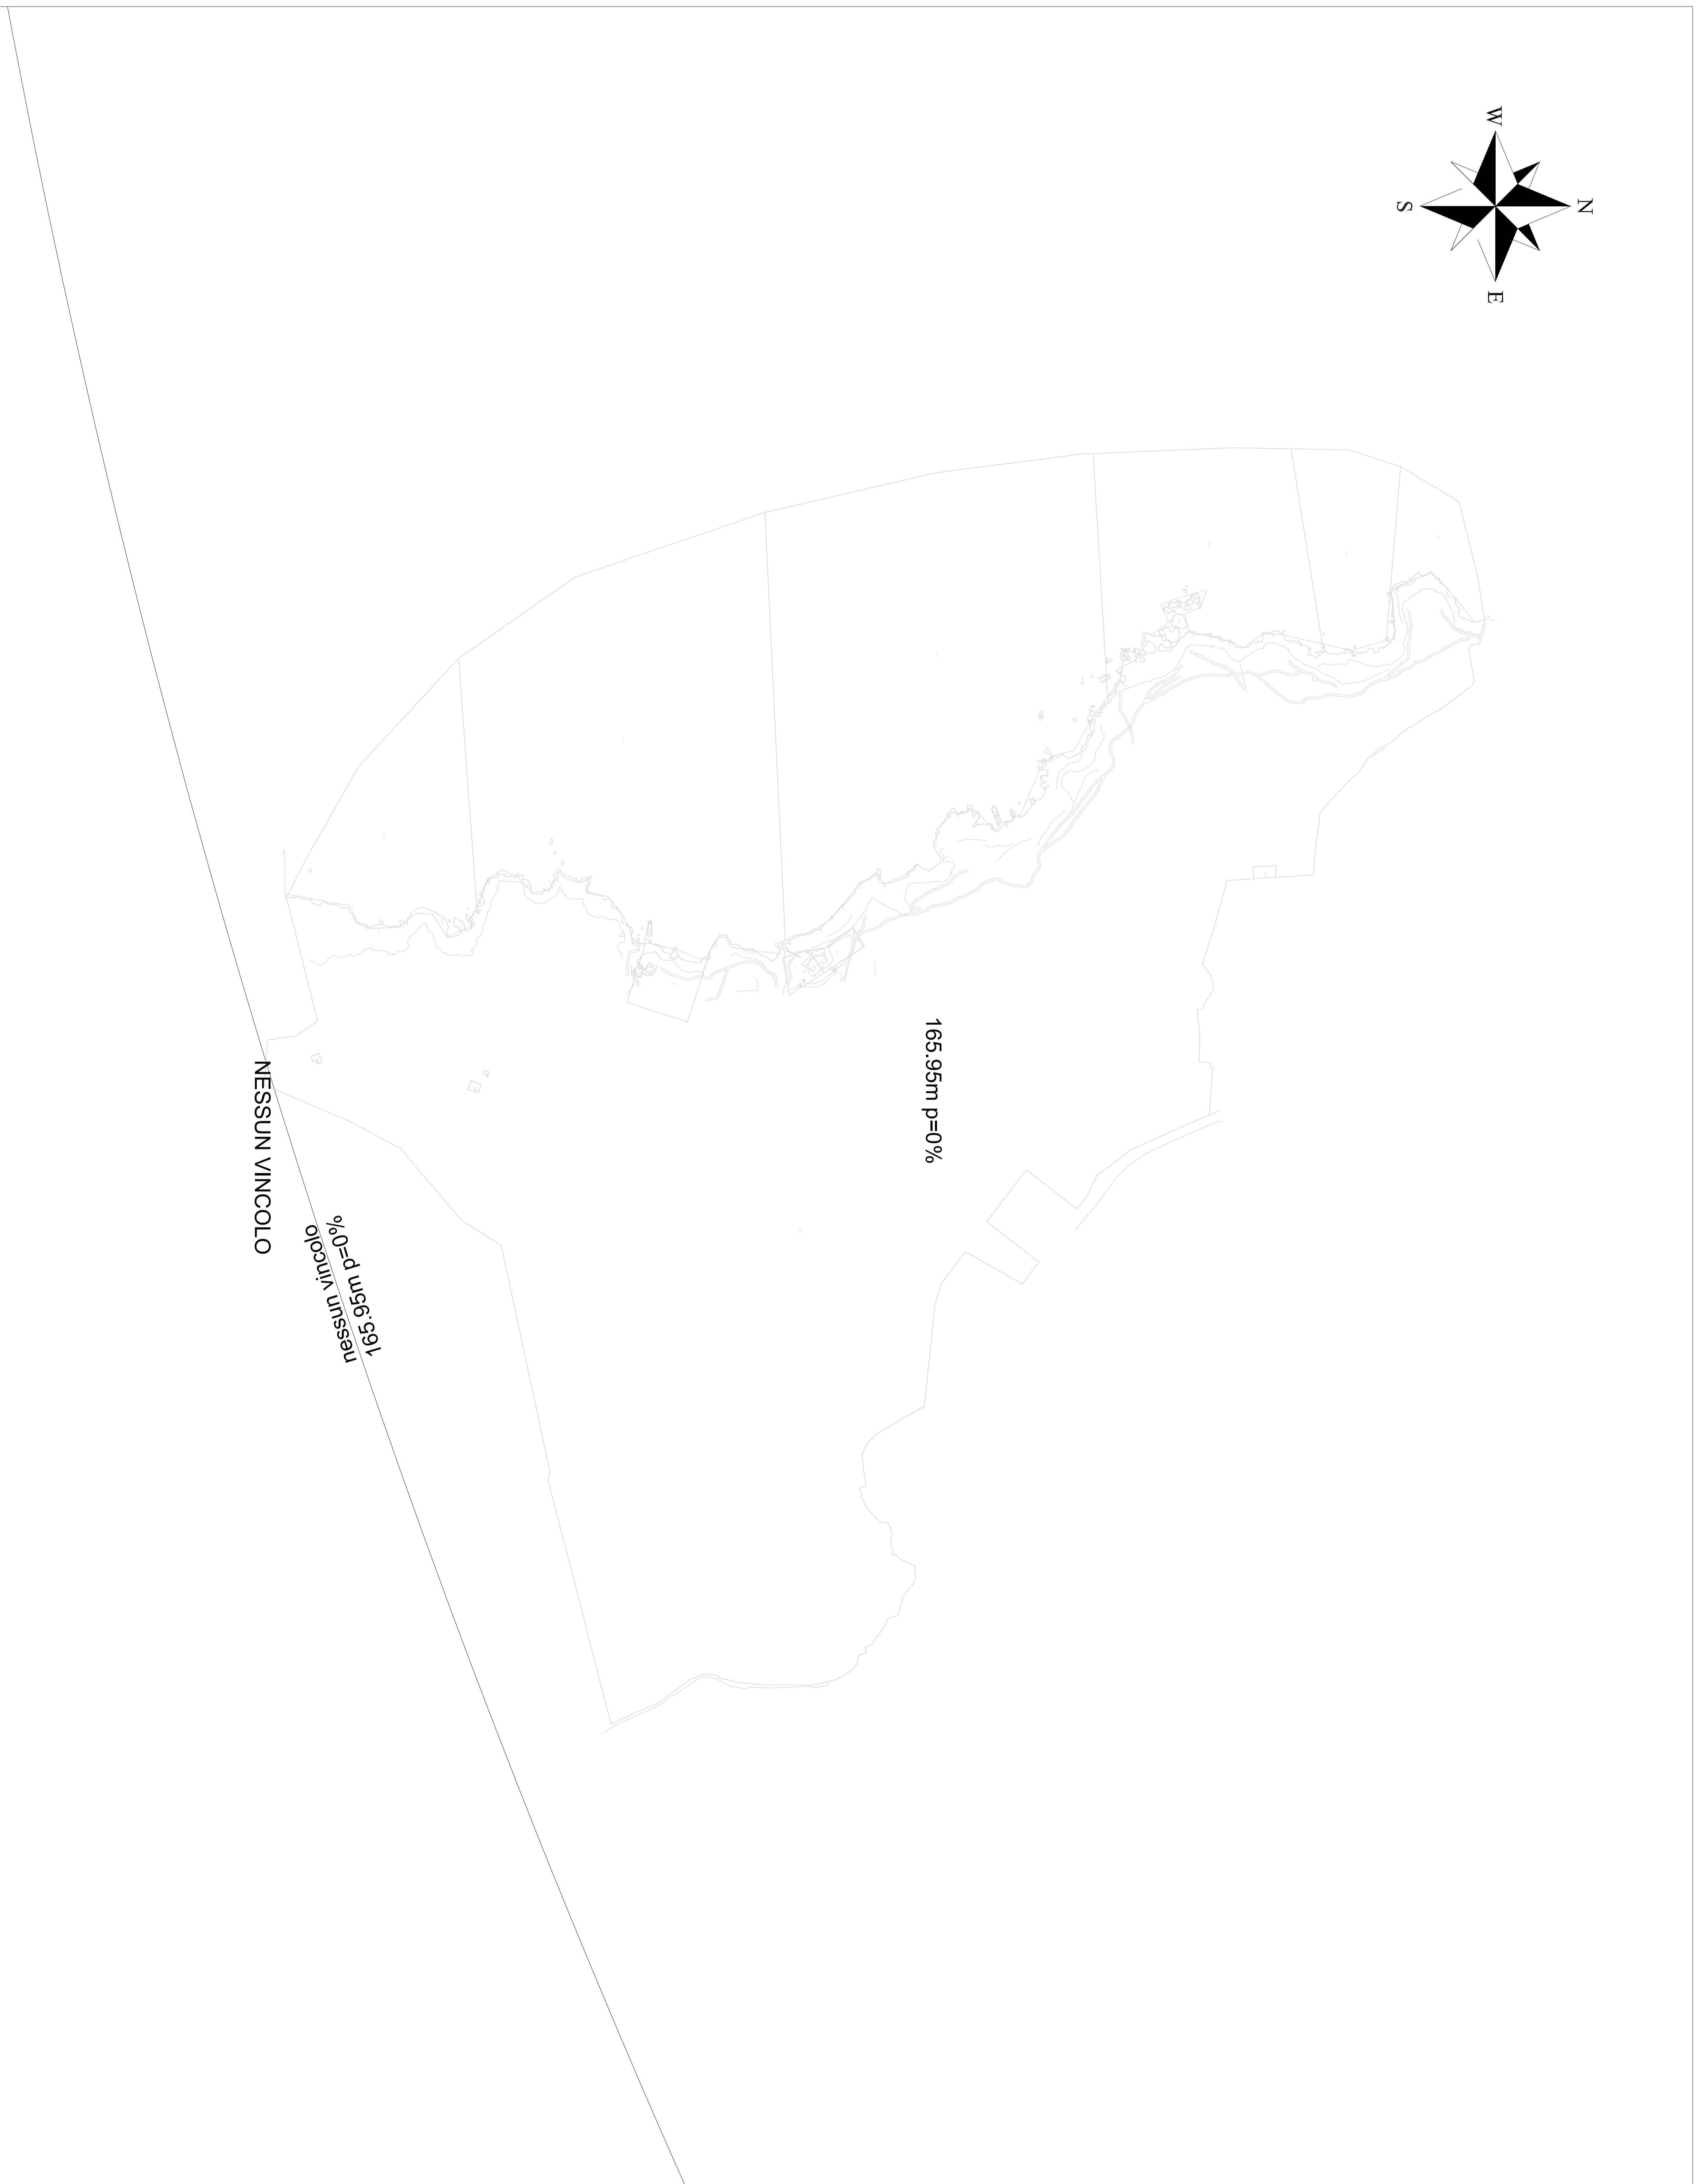 N
W
E
S
165.95m p=0%
165.95m p=0%
nessun vincolo
NESSUN VINCOLO